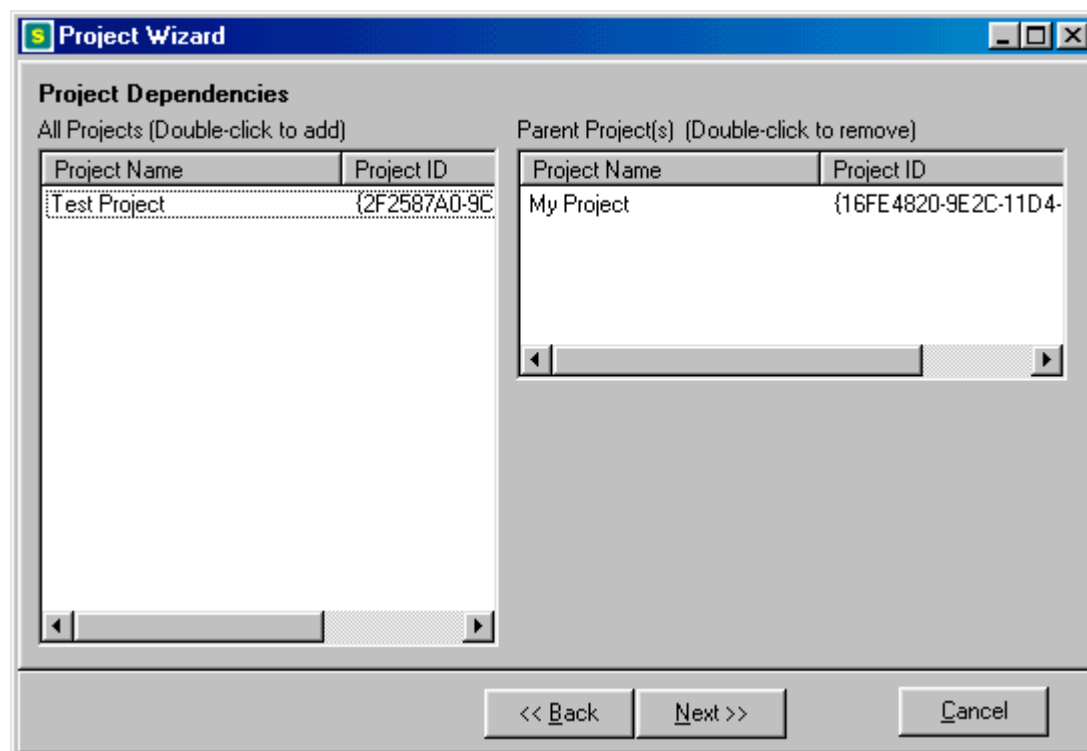 S Project Wizard
Project Dependencies
All Projects (Double-click to add)
Project Name Project ID
Test Project {2F2587A0-9C
Parent Project(s) (Double-click to remove)
Project Name Project ID
My Project {16FE4820-9E2C-11D4-
<< Back Next >> Cancel